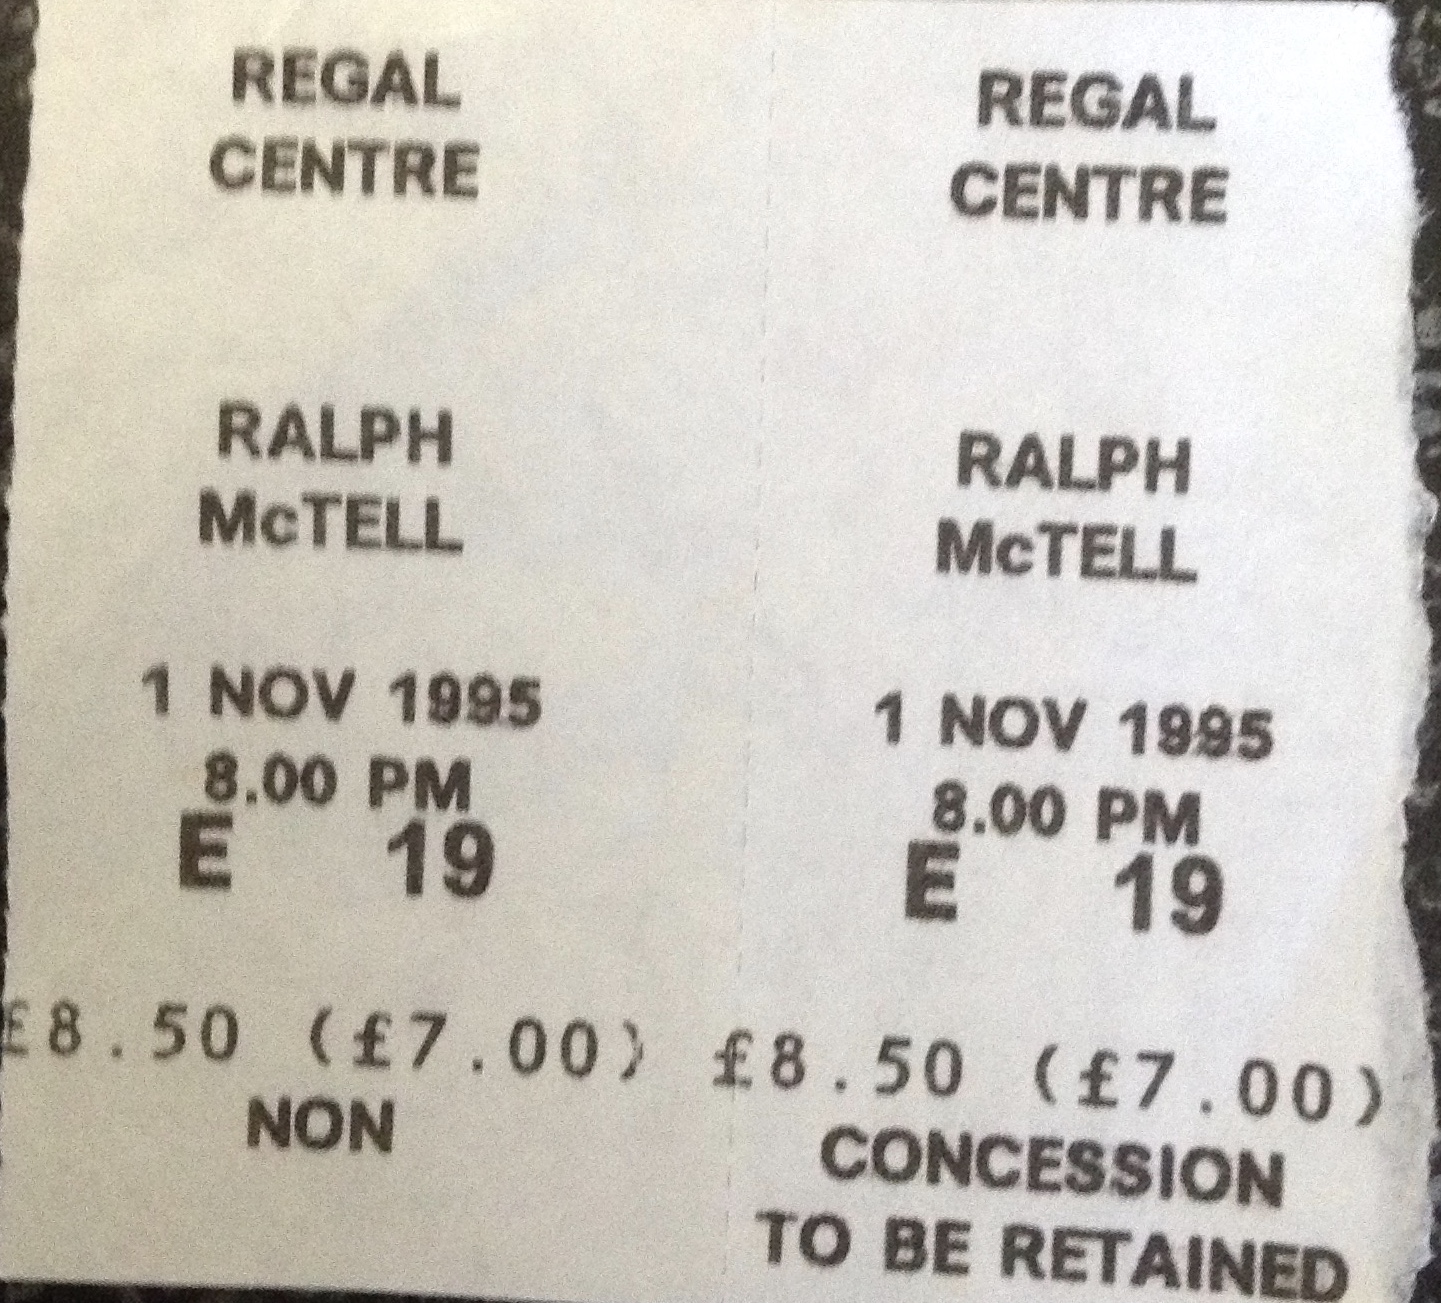 REGAL
CENTRE
RALPH
McTELL
1 NOV 1995
8.00 PM
E 19
£8.50 (£7.00)
NON
REGAL
CENTRE
RALPH
McTELL
1 NOV 1995
8.00 PM
E 19
£8.50 (£7.00)
CONCESSION
TO BE RETAINED